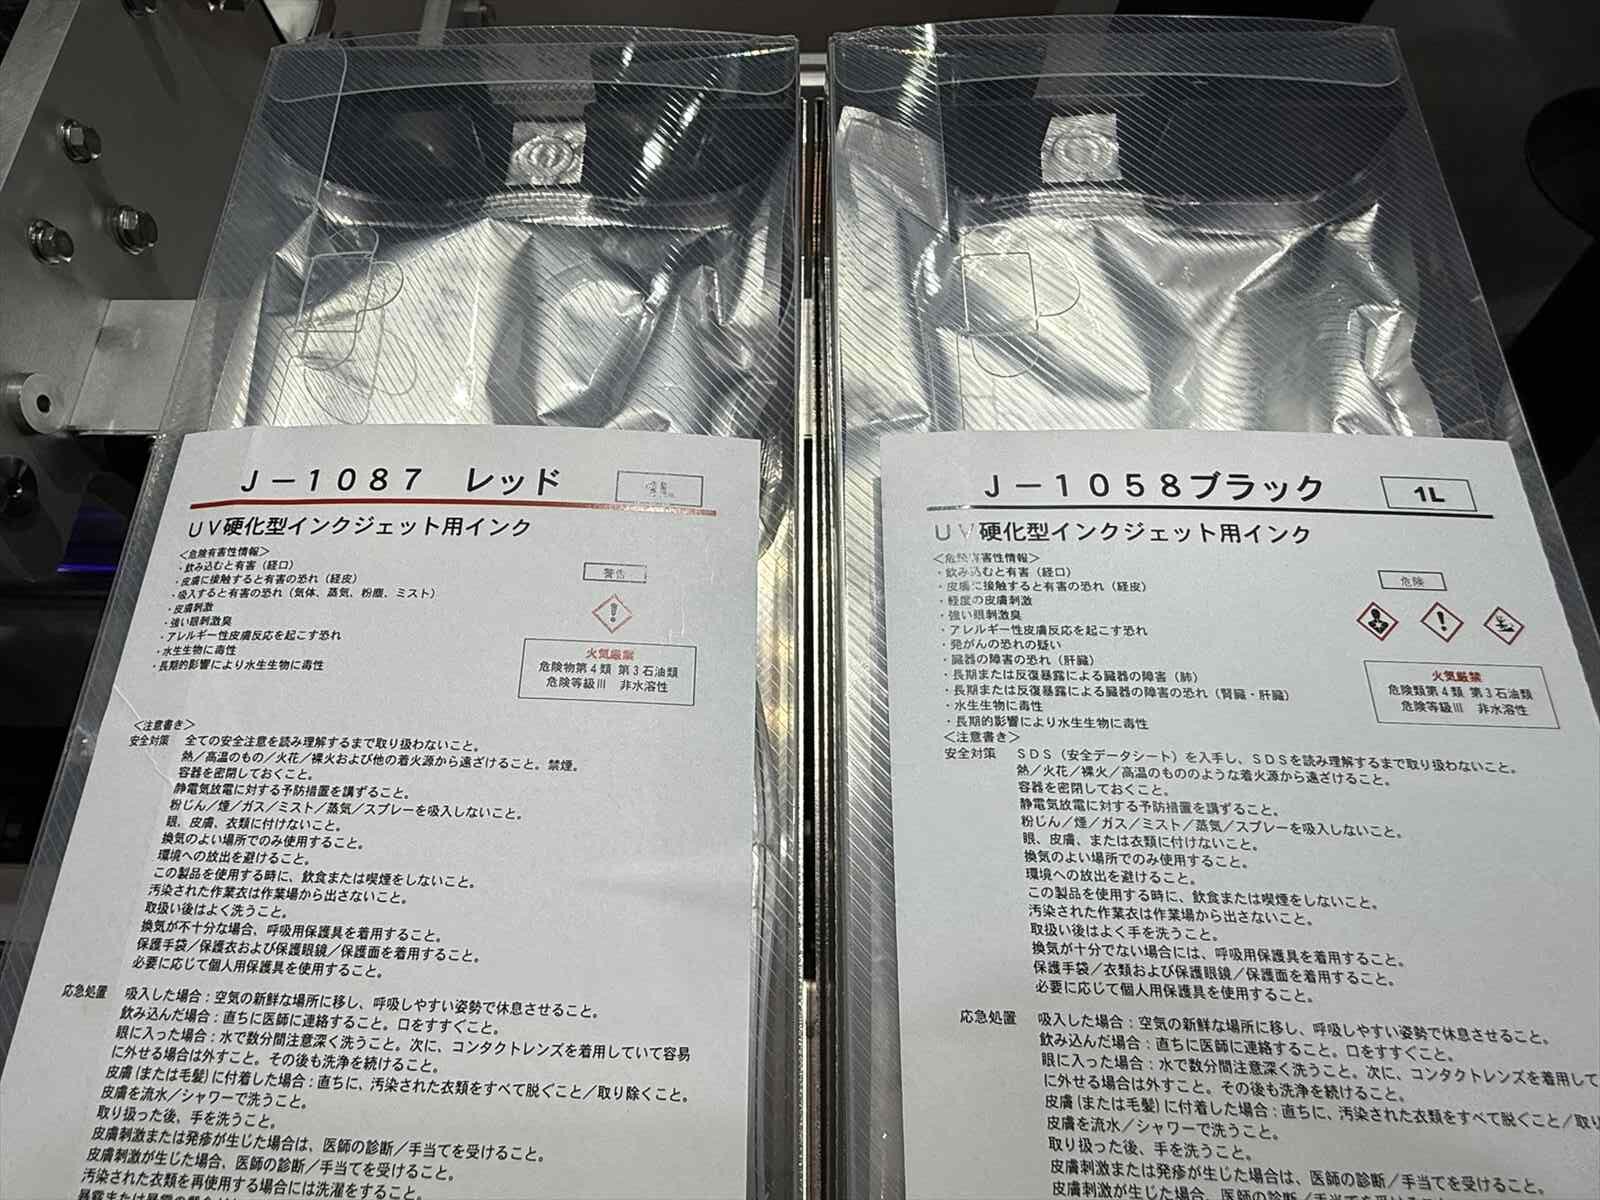 J-1087 レッド
UV硬化型インクジェット用インク
<危険有害性情報>
・飲み込むと有害（経口）
・皮膚に接触すると有害の恐れ（経皮）
・吸入すると有害の恐れ（気体、蒸気、粉塵、ミスト）
・皮膚刺激
・強い眼刺激臭
・アレルギー性皮膚反応を起こす恐れ
・水生生物に毒性
・長期的影響により水生生物に毒性
警告
火気厳禁
危険物第4類 第3石油類
危険等級III 非水溶性
<注意書き>
安全対策 全ての安全注意を読み理解するまで取り扱わないこと。
熱／高温のもの／火花／裸火および他の着火源から遠ざけること。禁煙。
容器を密閉しておくこと。
静電気放電に対する予防措置を講ずること。
粉じん／煙／ガス／ミスト／蒸気／スプレーを吸入しないこと。
眼、皮膚、衣類に付けないこと。
換気のよい場所でのみ使用すること。
環境への放出を避けること。
この製品を使用する時に、飲食または喫煙をしないこと。
汚染された作業衣は作業場から出さないこと。
取扱い後はよく洗うこと。
換気が不十分な場合、呼吸用保護具を着用すること。
保護手袋／保護衣および保護眼鏡／保護面を着用すること。
必要に応じて個人用保護具を使用すること。
応急処置 吸入した場合：空気の新鮮な場所に移し、呼吸しやすい姿勢で休息させること。
飲み込んだ場合：直ちに医師に連絡すること。口をすすぐこと。
眼に入った場合：水で数分間注意深く洗うこと。次に、コンタクトレンズを着用していて容易
に外せる場合は外すこと。その後も洗浄を続けること。
皮膚（または毛髪）に付着した場合：直ちに、汚染された衣類をすべて脱ぐこと／取り除くこと。
皮膚を流水／シャワーで洗うこと。
取り扱った後、手を洗うこと。
皮膚刺激または発疹が生じた場合は、医師の診断／手当てを受けること。
皮膚刺激が生じた場合、医師の診断／手当てを受けること。
汚染された衣類を再使用する場合には洗濯をすること。
J-1058ブラック
1L
UV硬化型インクジェット用インク
<危険有害性情報>
・飲み込むと有害（経口）
・皮膚に接触すると有害の恐れ（経皮）
・軽度の皮膚刺激
・強い眼刺激臭
・アレルギー性皮膚反応を起こす恐れ
・発がんの恐れの疑い
・臓器の障害の恐れ（肝臓）
・長期または反復暴露による臓器の障害（肺）
・長期または反復暴露による臓器の障害の恐れ（腎臓・肝臓）
・水生生物に毒性
・長期的影響により水生生物に毒性
危険
火気厳禁
危険類第4類 第3石油類
危険等級III 非水溶性
<注意書き>
安全対策 SDS（安全データシート）を入手し、SDSを読み理解するまで取り扱わないこと。
熱／火花／裸火／高温のもののような着火源から遠ざけること。
容器を密閉しておくこと。
静電気放電に対する予防措置を講ずること。
粉じん／煙／ガス／ミスト／蒸気／スプレーを吸入しないこと。
眼、皮膚、または衣類に付けないこと。
換気のよい場所でのみ使用すること。
環境への放出を避けること。
この製品を使用する時に、飲食または喫煙をしないこと。
汚染された作業衣は作業場から出さないこと。
取扱い後はよく手を洗うこと。
換気が十分でない場合には、呼吸用保護具を着用すること。
保護手袋／衣類および保護眼鏡／保護面を着用すること。
必要に応じて個人用保護具を使用すること。
応急処置 吸入した場合：空気の新鮮な場所に移し、呼吸しやすい姿勢で休息させること。
飲み込んだ場合：直ちに医師に連絡すること。口をすすぐこと。
眼に入った場合：水で数分間注意深く洗うこと。次に、コンタクトレンズを着用して
に外せる場合は外すこと。その後も洗浄を続けること。
皮膚（または毛髪）に付着した場合：直ちに、汚染された衣類をすべて脱ぐこと／取り
皮膚を流水／シャワーで洗うこと。
取り扱った後、手を洗うこと。
皮膚刺激または発疹が生じた場合は、医師の診断／手当てを受けること。
皮膚刺激が生じた場合、医師の診断／手当てを受けること。